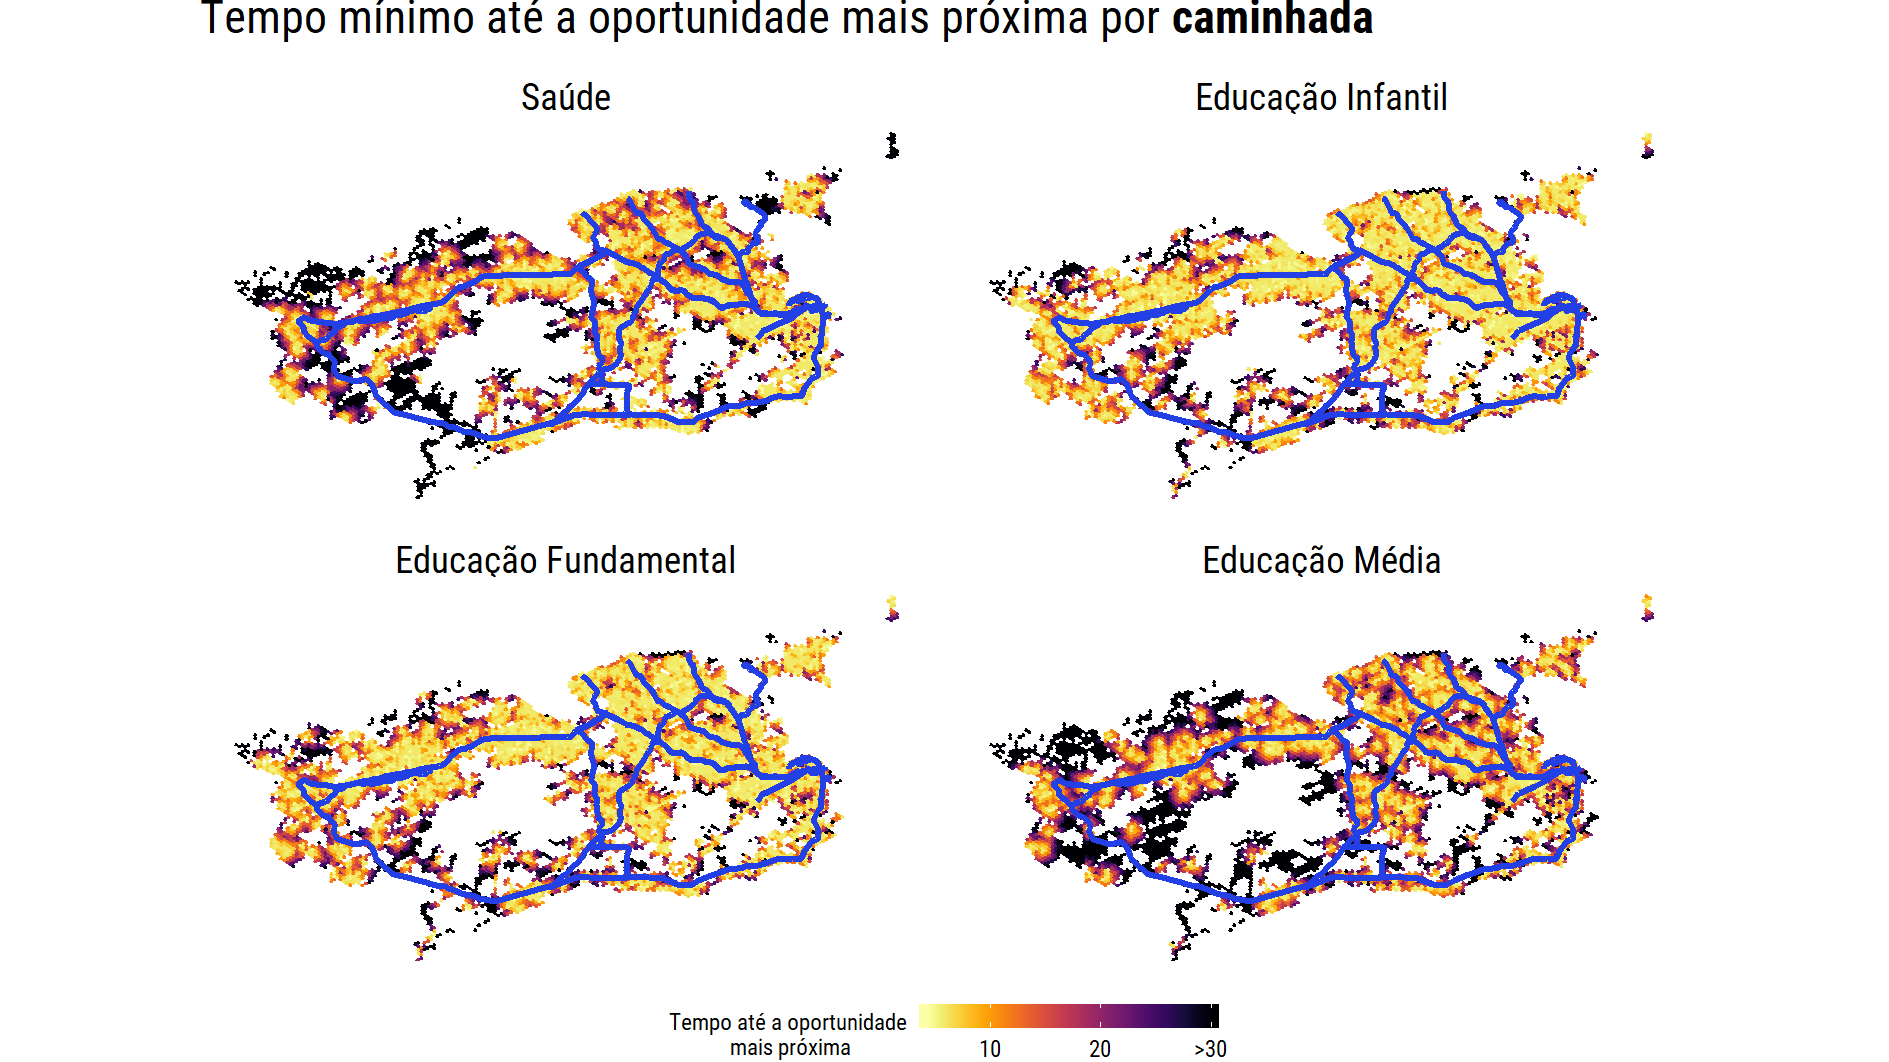 Tempo mínimo até a oportunidade mais próxima por caminhada
Saúde
Educação Infantil
Educação Fundamental
Educação Média
Tempo até a oportunidade
mais próxima
10
20
>30